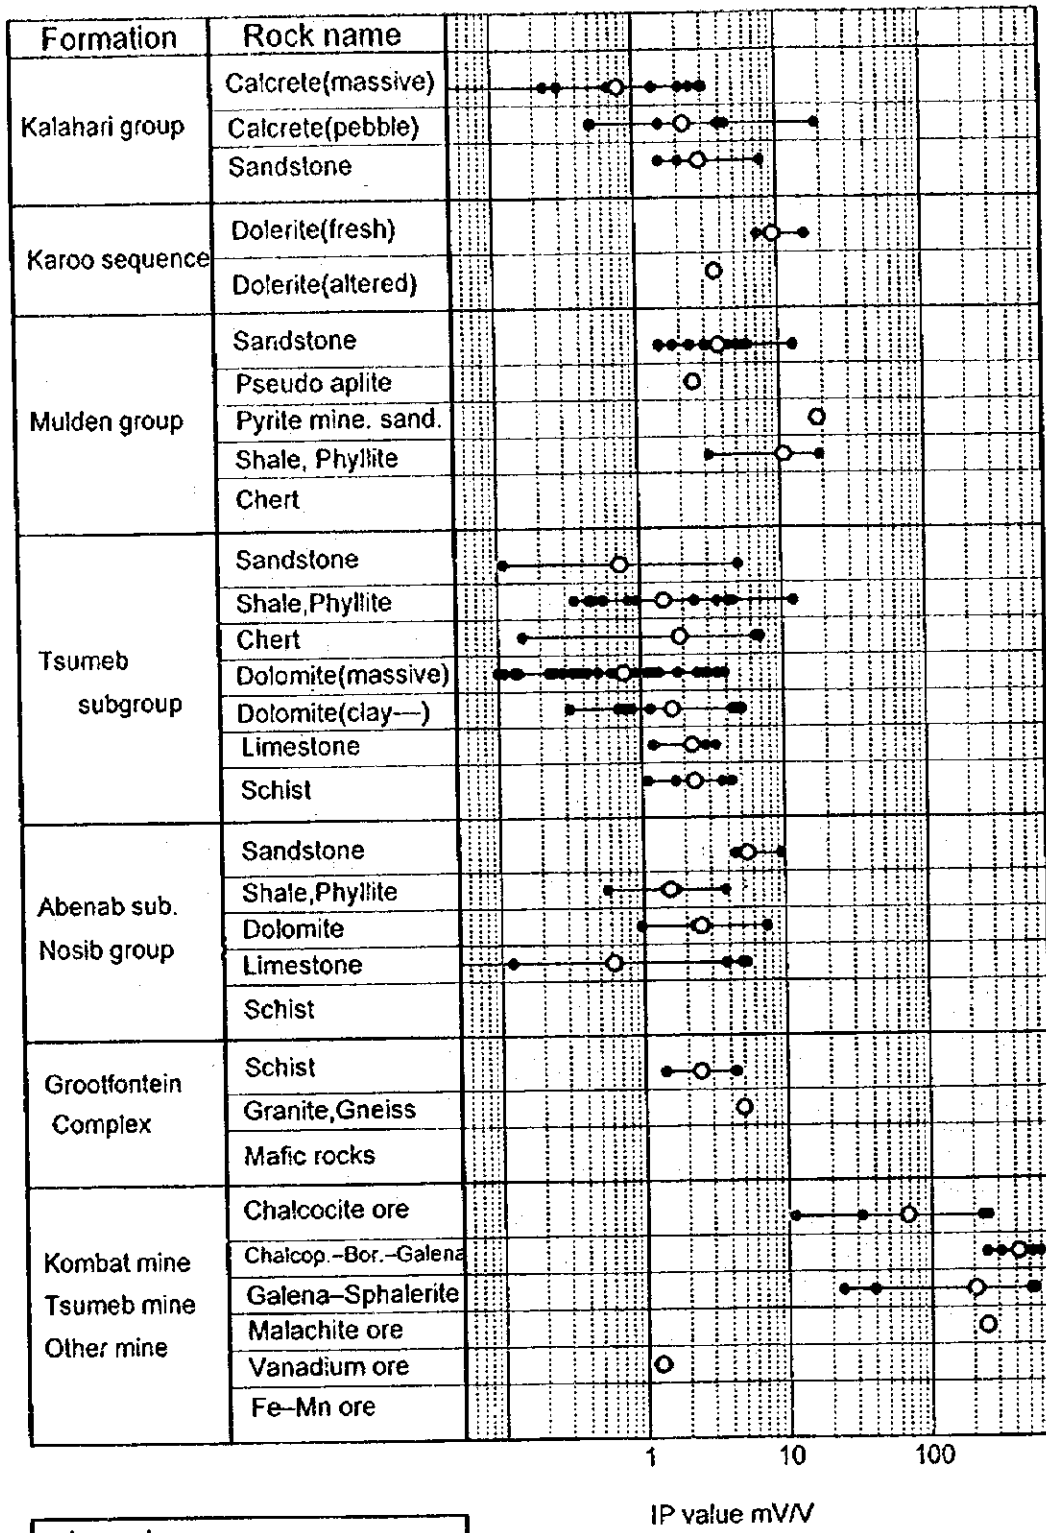 Formation Rock name
Kalahari group
Calcrete(massive)
Calcrete(pebble)
Sandstone
Karoo sequence
Dolerite(fresh)
Dolerite(altered)
Mulden group
Sandstone
Pseudo aplite
Pyrite mine. sand.
Shale, Phyllite
Chert
Tsumeb
subgroup
Sandstone
Shale,Phyllite
Chert
Dolomite(massive)
Dolomite(clay—)
Limestone
Schist
Abenab sub.
Nosib group
Sandstone
Shale,Phyllite
Dolomite
Limestone
Schist
Grootfontein
Complex
Schist
Granite,Gneiss
Mafic rocks
Kombat mine
Tsumeb mine
Other mine
Chalcocite ore
Chalcop.–Bor.–Galena
Galena–Sphalerite
Malachite ore
Vanadium ore
Fe–Mn ore
1 10 100
IP value mV/V